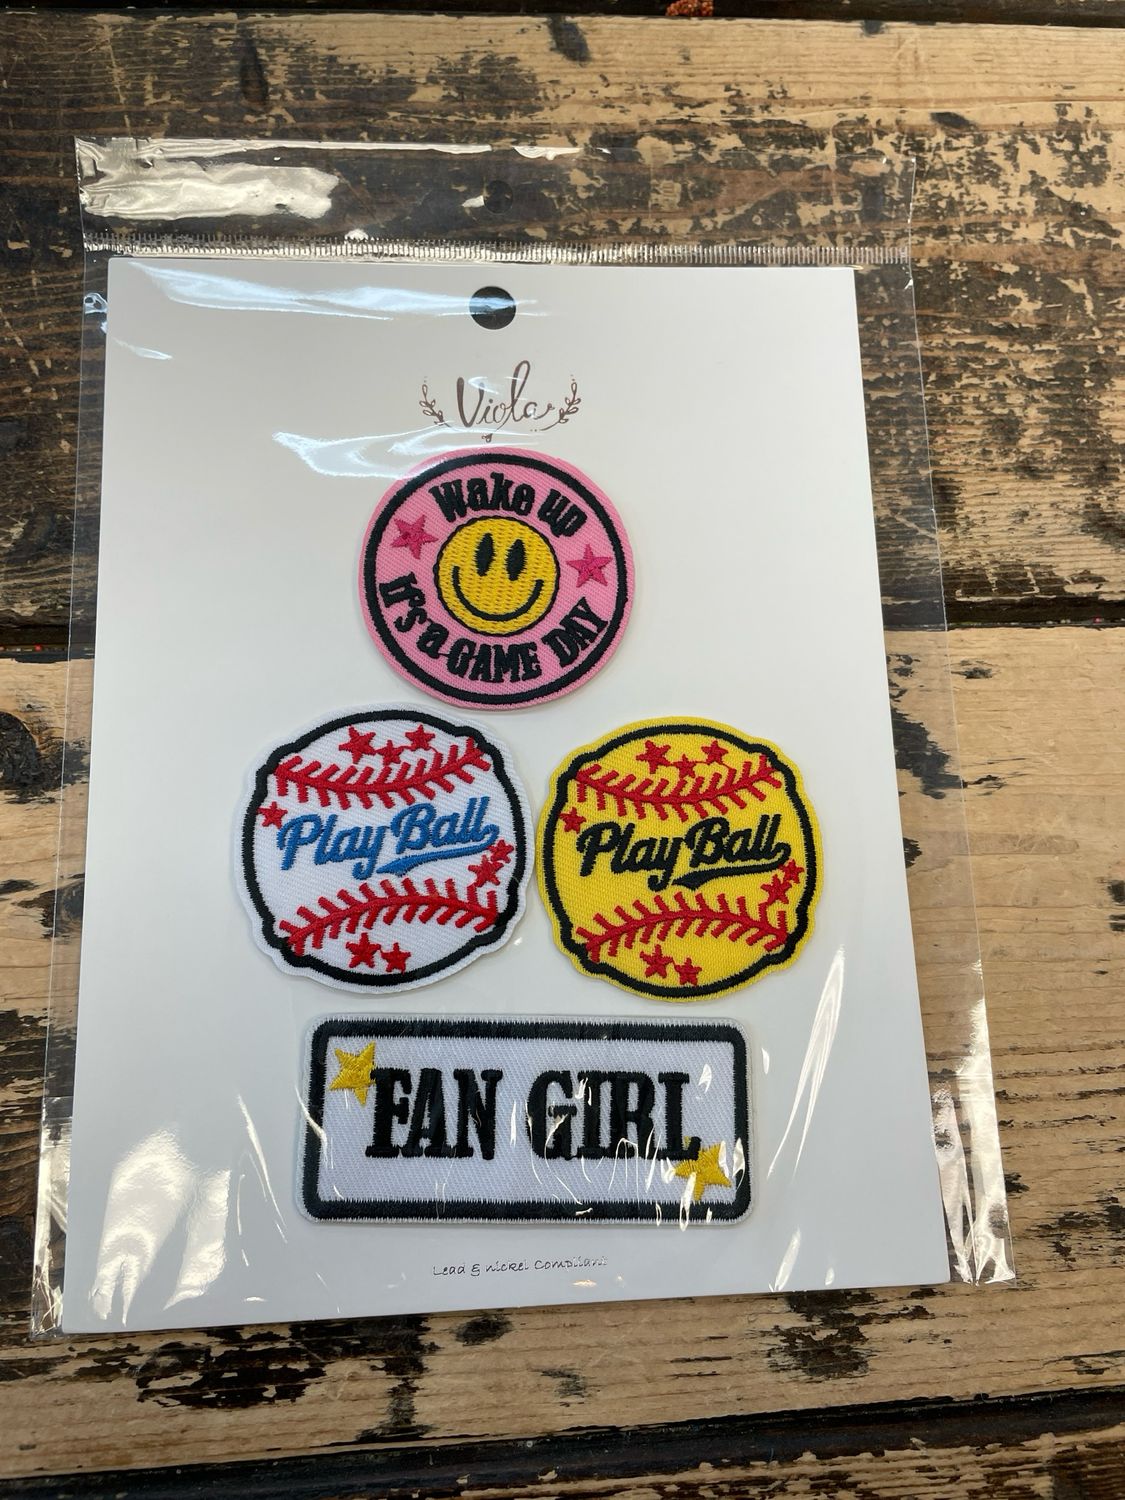 Viola
Wake up
It's a GAME DAY
Play Ball
Play Ball
FAN GIRL
Lead & nickel Compliant